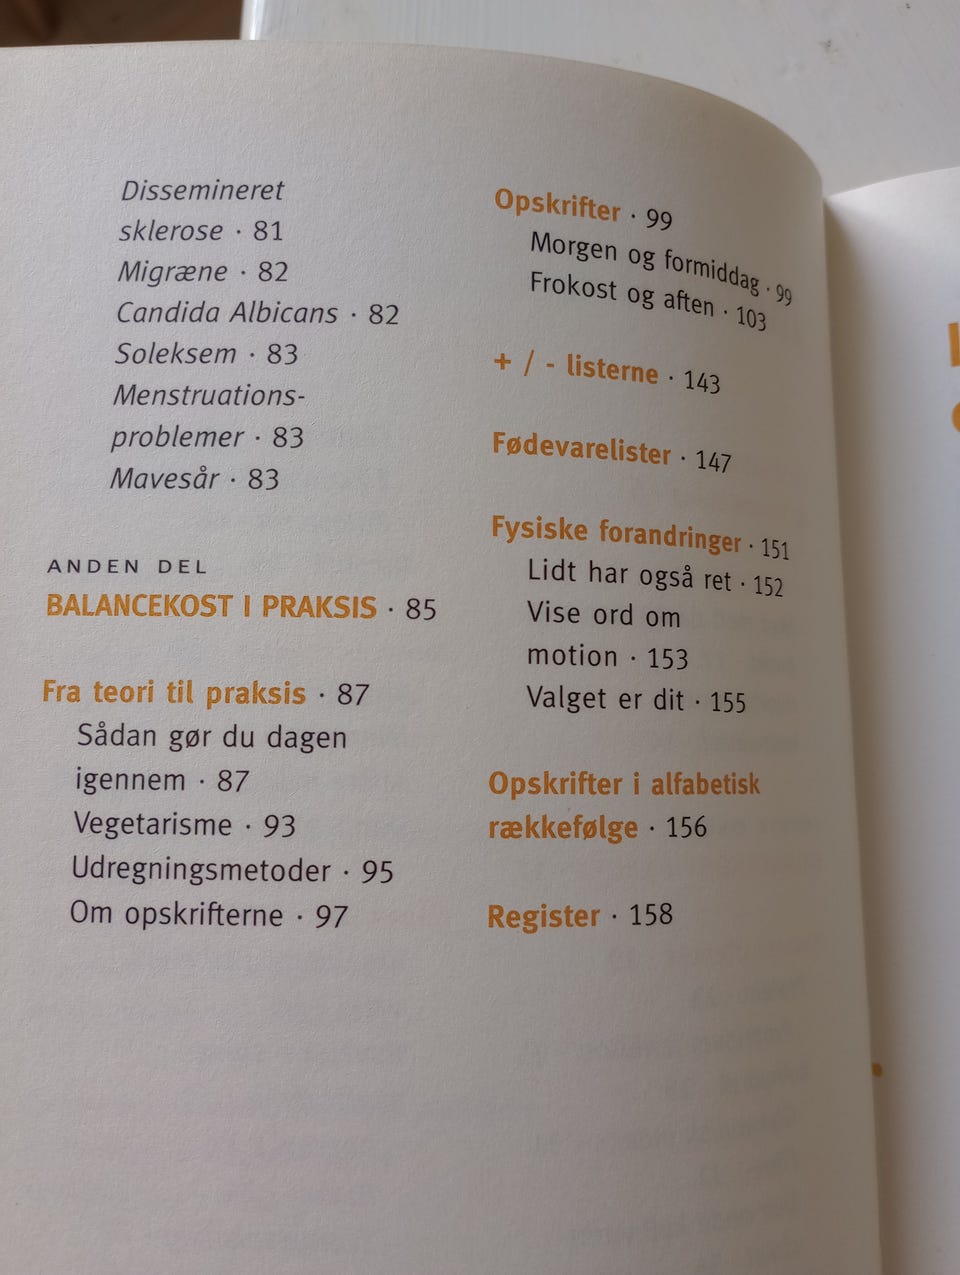 Dissemineret
sklerose · 81
Migræne · 82
Candida Albicans · 82
Soleksem · 83
Menstruations-
problemer · 83
Mavesår · 83
ANDEN DEL
BALANCEKOST I PRAKSIS · 85
Fra teori til praksis · 87
Sådan gør du dagen
igennem · 87
Vegetarisme · 93
Udregningsmetoder · 95
Om opskrifterne · 97
Opskrifter · 99
Morgen og formiddag · 99
Frokost og aften · 103
+ / - listerne · 143
Fødevarelister · 147
Fysiske forandringer · 151
Lidt har også ret · 152
Vise ord om
motion · 153
Valget er dit · 155
Opskrifter i alfabetisk
rækkefølge · 156
Register · 158